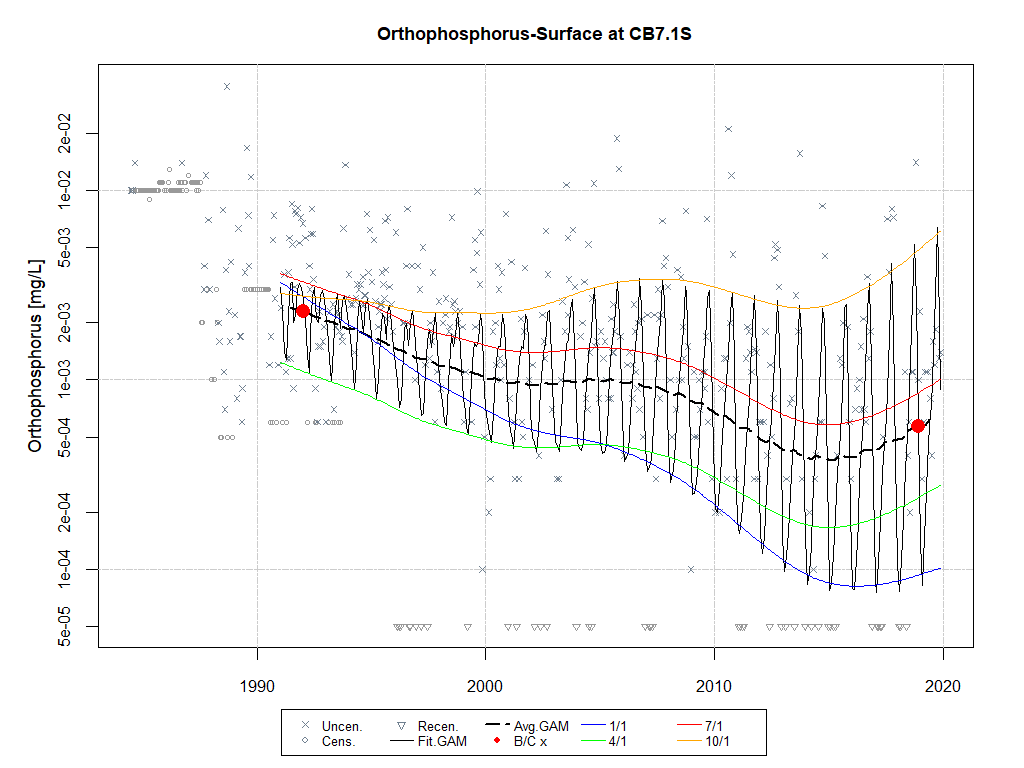 Orthophosphorus-Surface at CB7.1S
Orthophosphorus [mg/L]
2e-02
1e-02
5e-03
2e-03
1e-03
5e-04
2e-04
1e-04
5e-05
1990 2000 2010 2020
Uncen. Recen. Avg.GAM 1/1 7/1
Cens. Fit.GAM B/C x 4/1 10/1